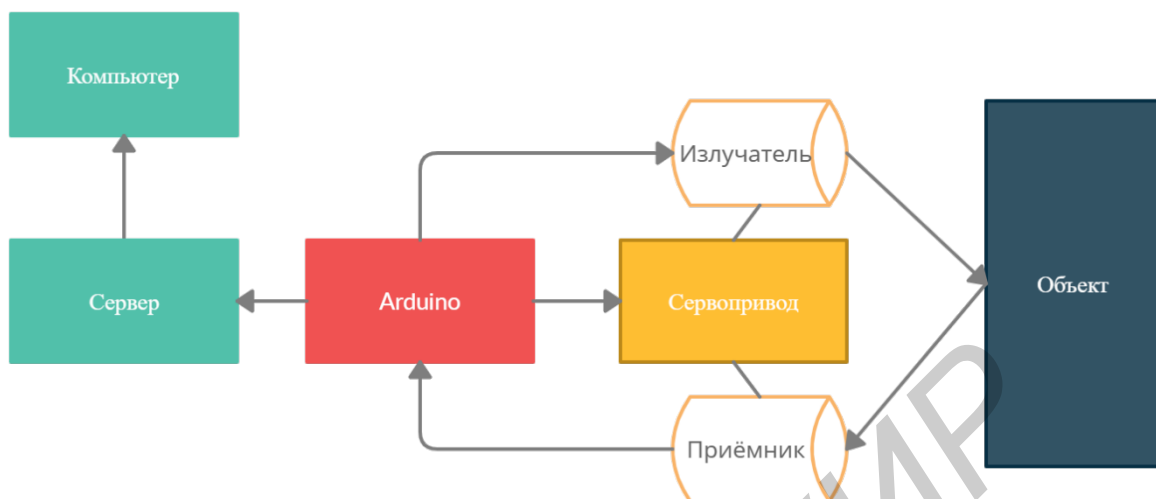 Компьютер
Излучатель
Сервер
Arduino
Сервопривод
Объект
Приёмник